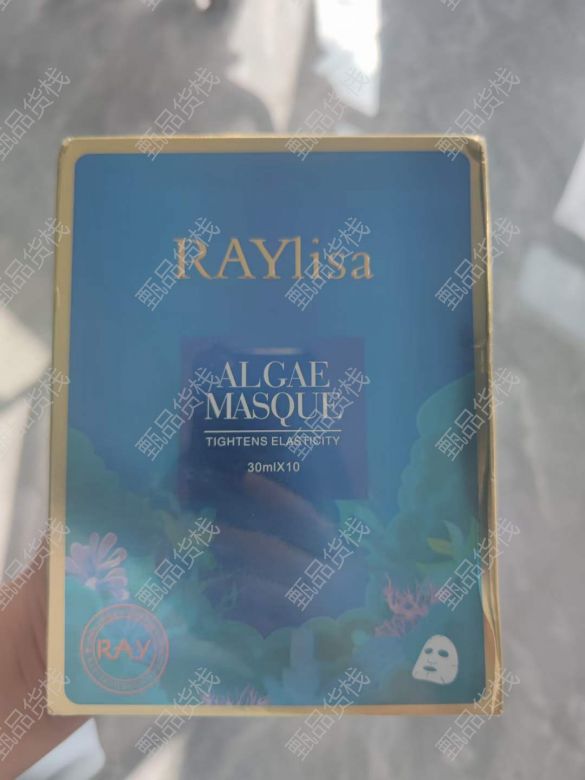 RAYlisa
ALGAE
MASQUE
TIGHTENS ELASTICITY
30mlX10
RAY
甄品货栈